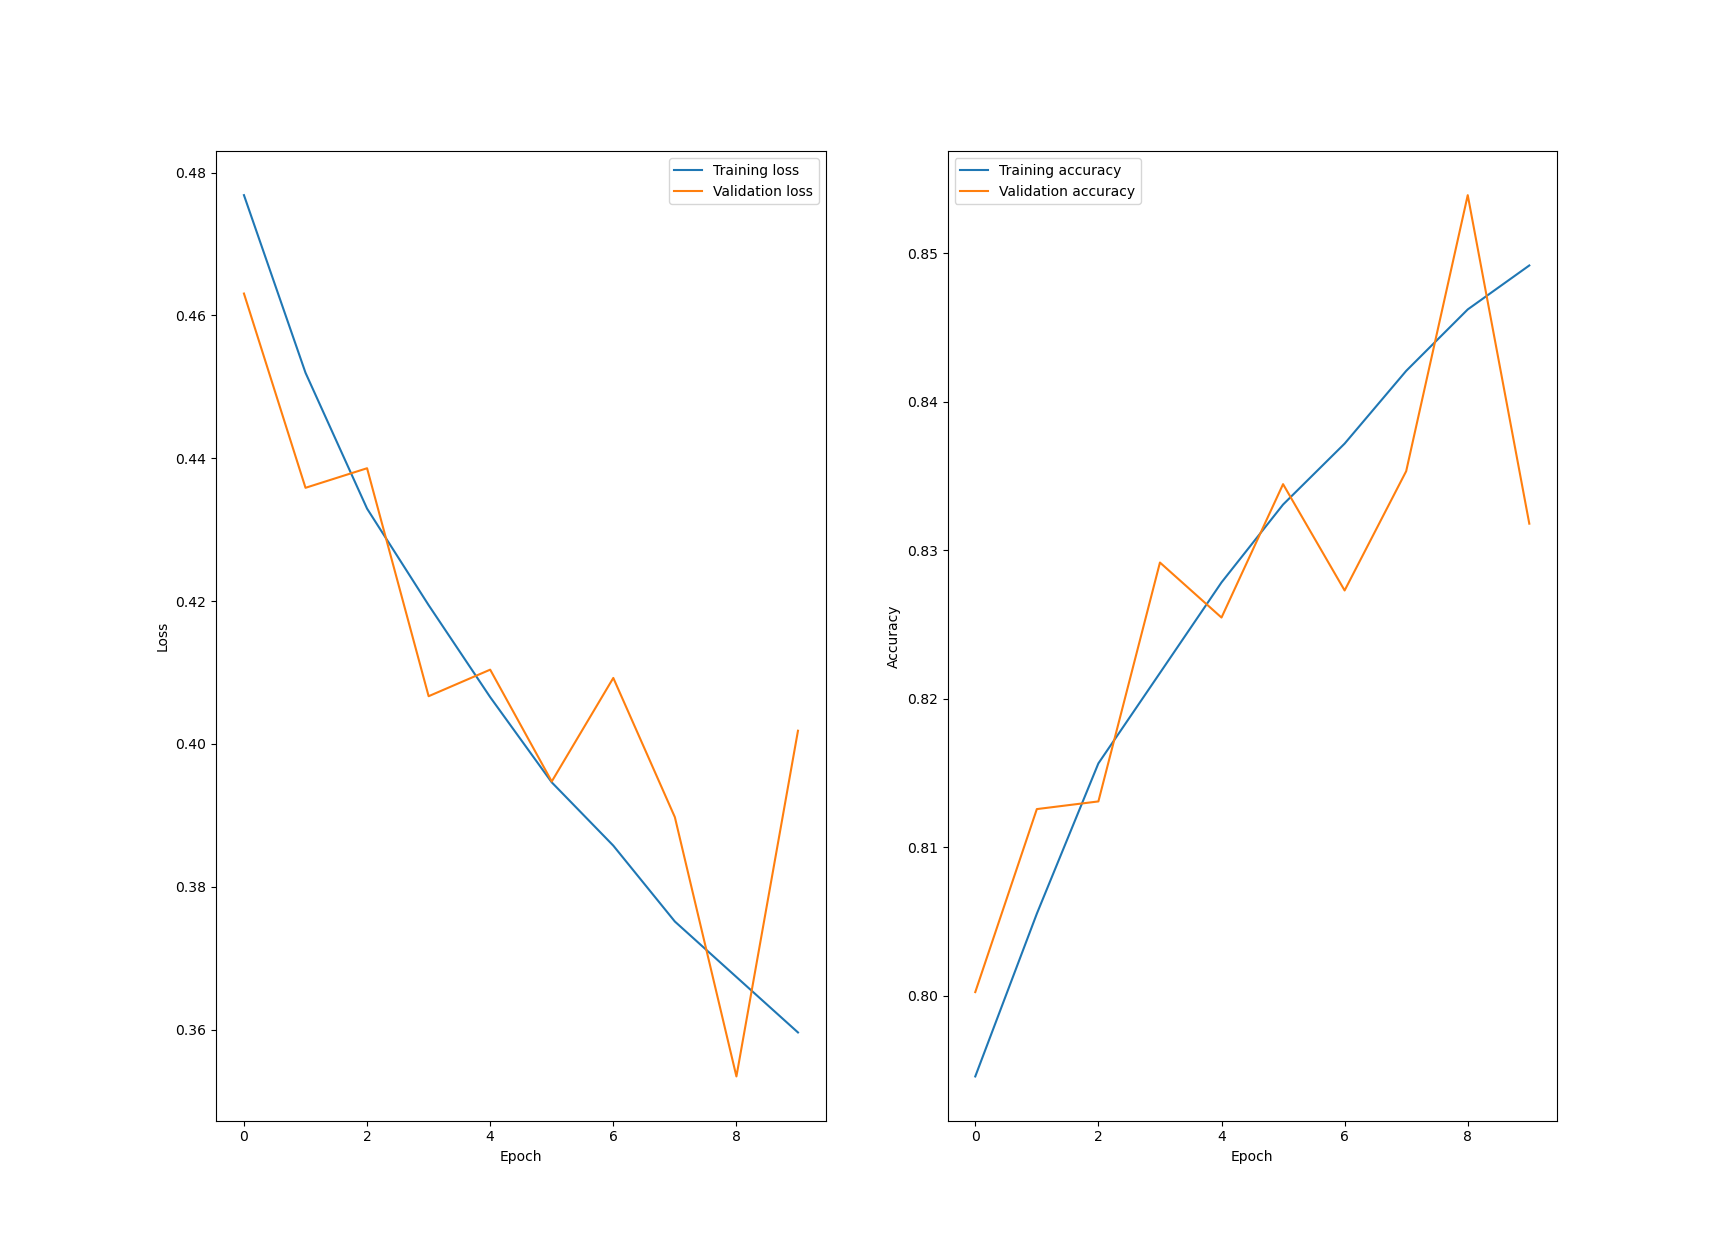 Training loss
Validation loss
0.48
0.46
0.44
0.42
0.40
0.38
0.36
Loss
0 2 4 6 8
Epoch
Training accuracy
Validation accuracy
0.85
0.84
0.83
0.82
0.81
0.80
Accuracy
0 2 4 6 8
Epoch